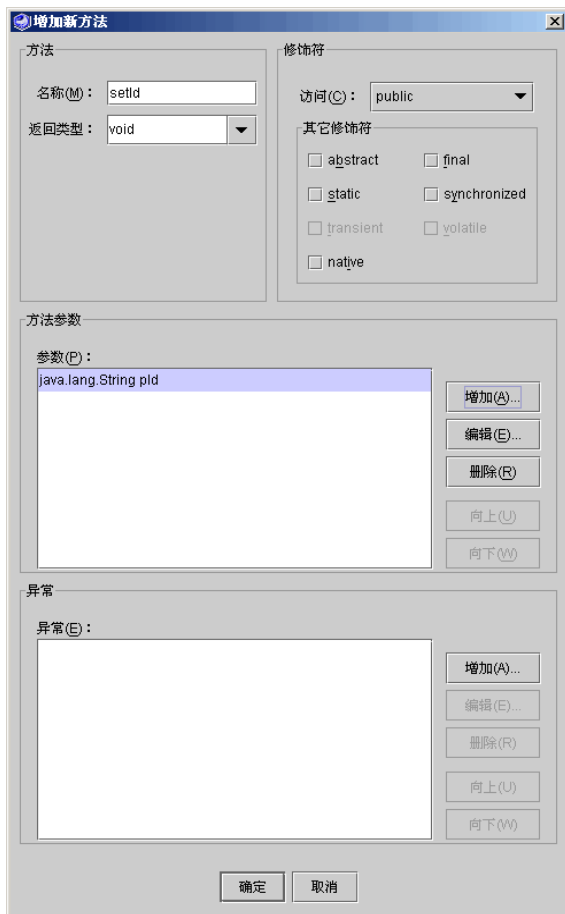 增加新方法
方法
名称(M)： setId
返回类型： void
修饰符
访问(C)： public
其它修饰符
abstract
final
static
synchronized
transient
volatile
native
方法参数
参数(P)：
java.lang.String pId
增加(A)...
编辑(E)...
删除(R)
向上(U)
向下(W)
异常
异常(E)：
增加(A)...
编辑(E)...
删除(R)
向上(U)
向下(W)
确定
取消